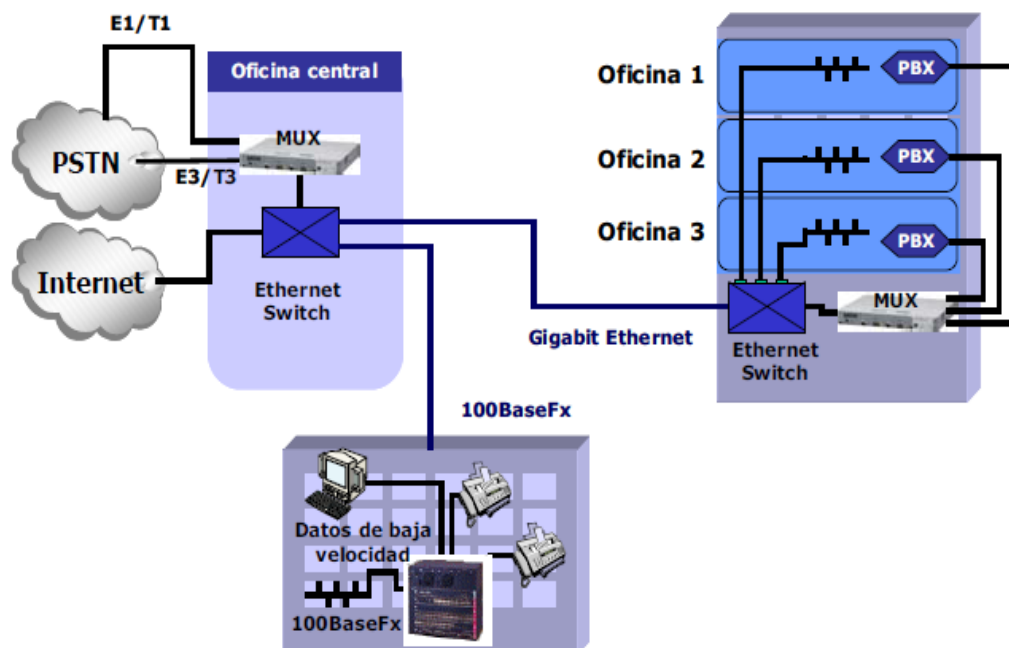 E1/T1
Oficina central
MUX
PSTN
E3/T3
Internet
Ethernet
Switch
Gigabit Ethernet
100BaseFx
Oficina 1
PBX
Oficina 2
PBX
Oficina 3
PBX
MUX
Ethernet
Switch
Datos de baja
velocidad
100BaseFx